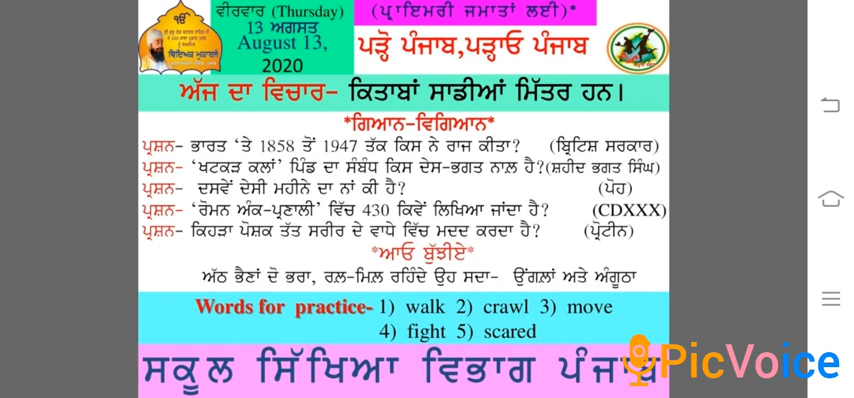 ੴ
ਵੀਰਵਾਰ (Thursday)
13 ਅਗਸਤ
August 13,
2020
(ਪ੍ਰਾਇਮਰੀ ਜਮਾਤਾਂ ਲਈ)*
ਪੜ੍ਹੋ ਪੰਜਾਬ,ਪੜ੍ਹਾਓ ਪੰਜਾਬ
ਅੱਜ ਦਾ ਵਿਚਾਰ- ਕਿਤਾਬਾਂ ਸਾਡੀਆਂ ਮਿੱਤਰ ਹਨ।
*ਗਿਆਨ-ਵਿਗਿਆਨ*
ਪ੍ਰਸ਼ਨ- ਭਾਰਤ ‘ਤੇ 1858 ਤੋਂ 1947 ਤੱਕ ਕਿਸ ਨੇ ਰਾਜ ਕੀਤਾ? (ਬ੍ਰਿਟਿਸ਼ ਸਰਕਾਰ)
ਪ੍ਰਸ਼ਨ- ‘ਖਟਕੜ ਕਲਾਂ’ ਪਿੰਡ ਦਾ ਸੰਬੰਧ ਕਿਸ ਦੇਸ-ਭਗਤ ਨਾਲ਼ ਹੈ?(ਸ਼ਹੀਦ ਭਗਤ ਸਿੰਘ)
ਪ੍ਰਸ਼ਨ- ਦਸਵੇਂ ਦੇਸੀ ਮਹੀਨੇ ਦਾ ਨਾਂ ਕੀ ਹੈ? (ਪੋਹ)
ਪ੍ਰਸ਼ਨ- ‘ਰੋਮਨ ਅੰਕ-ਪ੍ਰਣਾਲੀ’ ਵਿੱਚ 430 ਕਿਵੇਂ ਲਿਖਿਆ ਜਾਂਦਾ ਹੈ? (CDXXX)
ਪ੍ਰਸ਼ਨ- ਕਿਹੜਾ ਪੋਸ਼ਕ ਤੱਤ ਸਰੀਰ ਦੇ ਵਾਧੇ ਵਿੱਚ ਮਦਦ ਕਰਦਾ ਹੈ? (ਪ੍ਰੋਟੀਨ)
*ਆਓ ਬੁੱਝੀਏ*
ਅੱਠ ਭੈਣਾਂ ਦੋ ਭਰਾ, ਰਲ਼-ਮਿਲ਼ ਰਹਿੰਦੇ ਉਹ ਸਦਾ- ਉਂਗਲ਼ਾਂ ਅਤੇ ਅੰਗੂਠਾ
Words for practice- 1) walk 2) crawl 3) move
4) fight 5) scared
ਸਕੂਲ ਸਿੱਖਿਆ ਵਿਭਾਗ ਪੰਜਾਬ
PicVoice